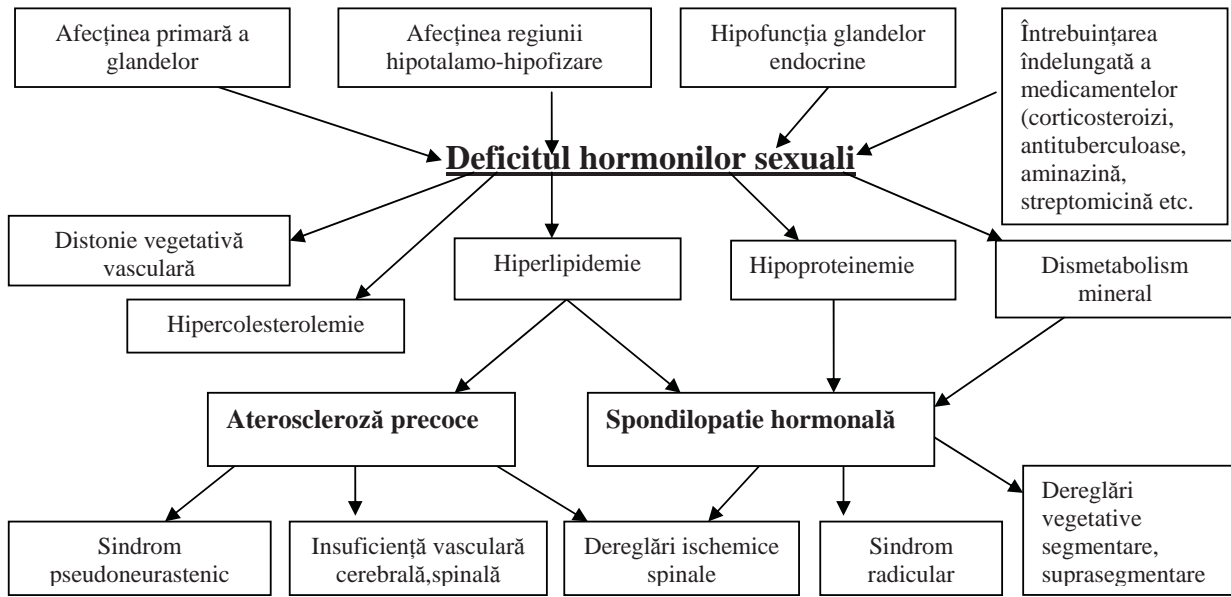 Afecținea primară a
glandelor
Afecținea regiunii
hipotalamo-hipofizare
Hipofuncția glandelor
endocrine
Întrebuințarea
îndelungată a
medicamentelor
(corticosteroizi,
antituberculoase,
aminazină,
streptomicină etc.
Deficitul hormonilor sexuali
Distonie vegetativă
vasculară
Hipercolesterolemie
Hiperlipidemie
Hipoproteinemie
Dismetabolism
mineral
Ateroscleroză precoce
Spondilopatie hormonală
Sindrom
pseudoneurastenic
Insuficiență vasculară
cerebrală,spinală
Dereglări ischemice
spinale
Sindrom
radicular
Dereglări
vegetative
segmentare,
suprasegmentare